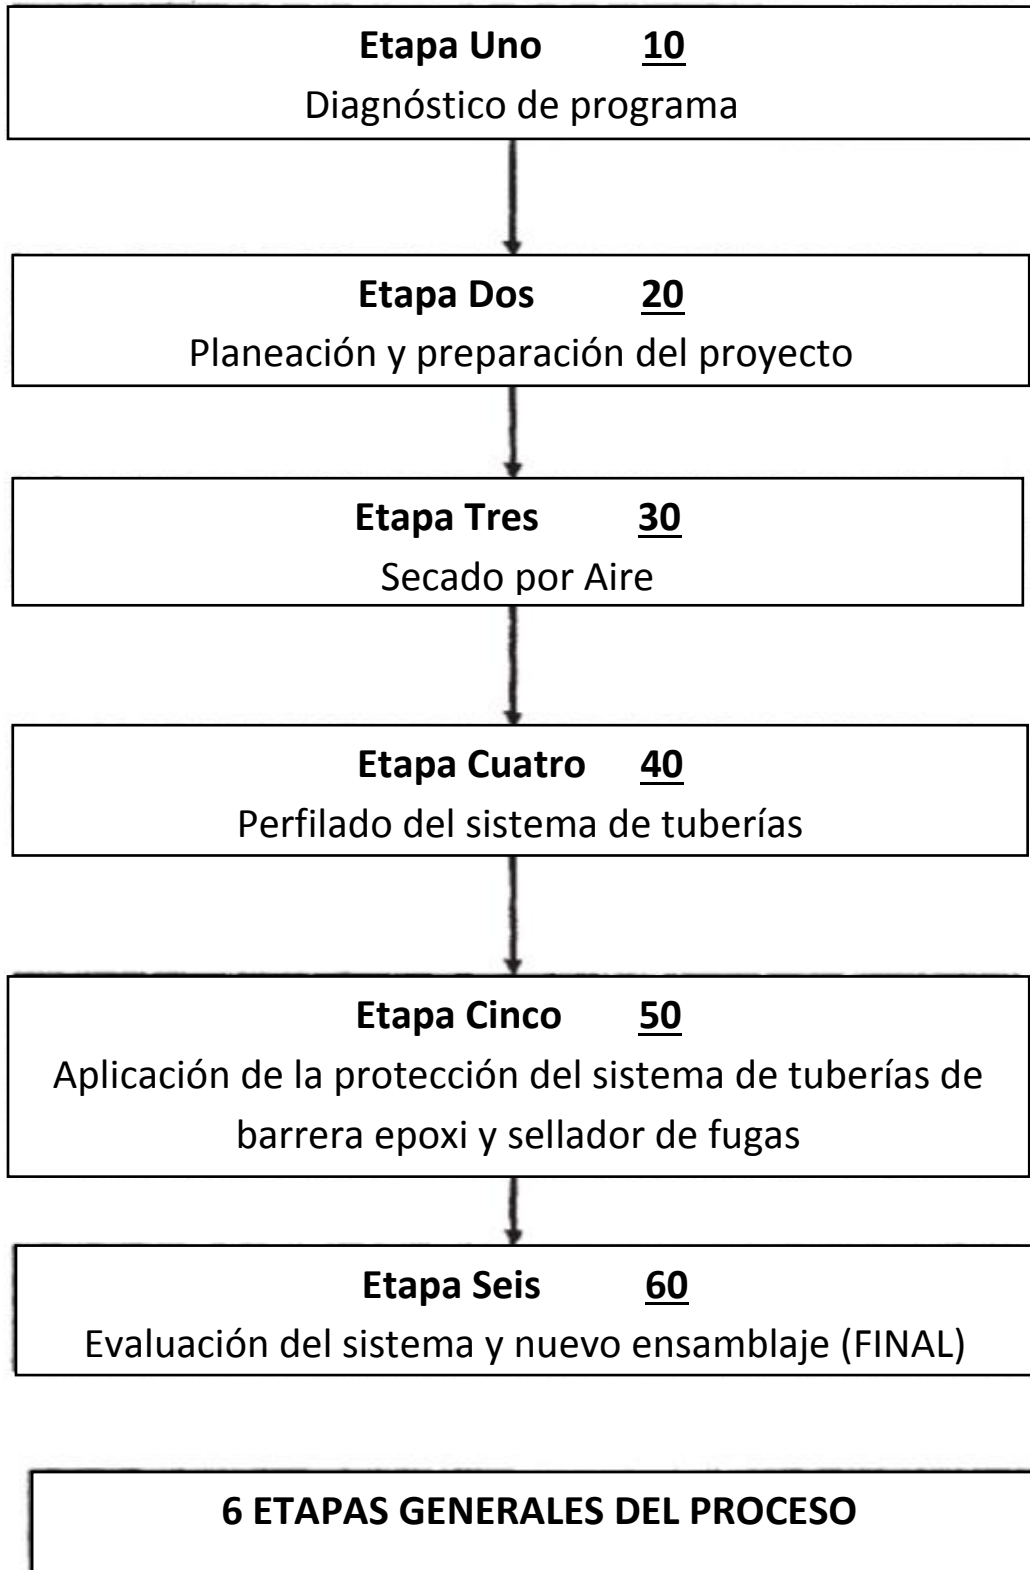 Etapa Uno 10
Diagnóstico de programa
Etapa Dos 20
Planeación y preparación del proyecto
Etapa Tres 30
Secado por Aire
Etapa Cuatro 40
Perfilado del sistema de tuberías
Etapa Cinco 50
Aplicación de la protección del sistema de tuberías de
barrera epoxi y sellador de fugas
Etapa Seis 60
Evaluación del sistema y nuevo ensamblaje (FINAL)
6 ETAPAS GENERALES DEL PROCESO